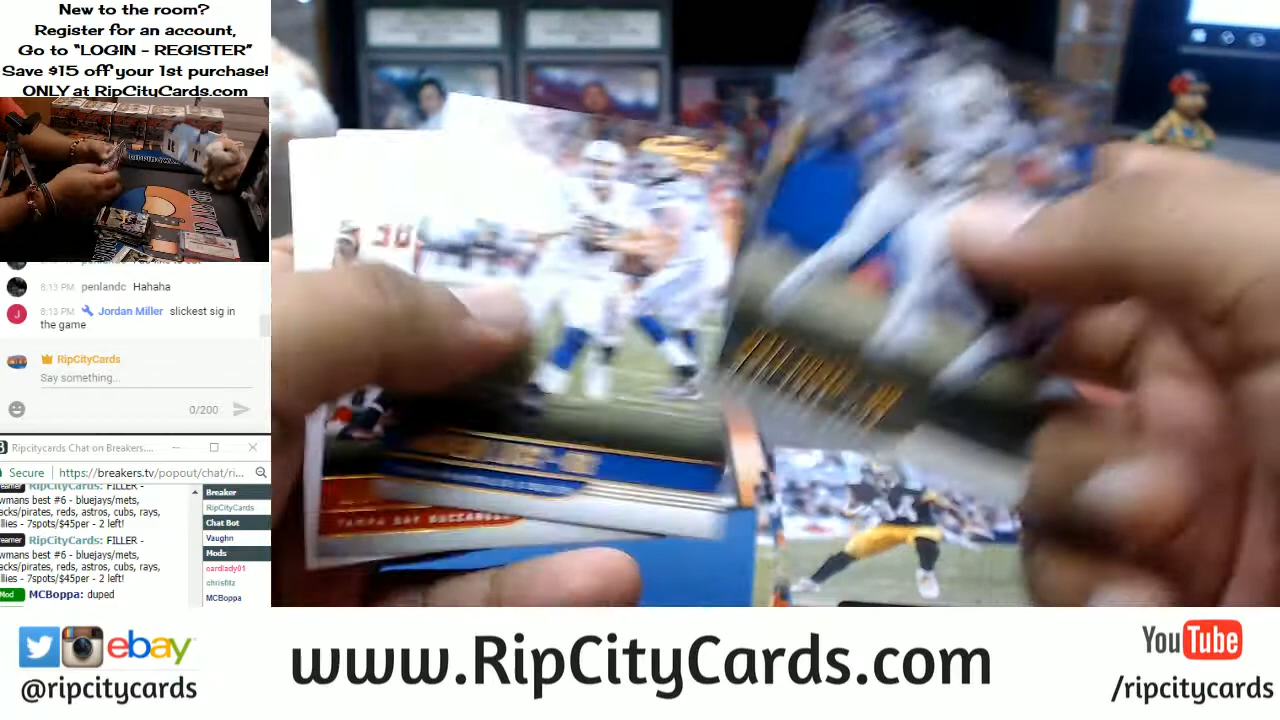 New to the room?
Register for an account,
Go to “LOGIN - REGISTER”
Save $15 off your 1st purchase!
ONLY at RipCityCards.com
8:13 PM penlandc Hahaha
8:13 PM Jordan Miller slickest sig in
the game
RipCityCards
Say something...
0/200
Ripcitycards Chat on Breakers....
Secure https://breakers.tv/popout/chat/ri...
RipCityCards: FILLER -
wmans best #6 - bluejays/mets,
acks/pirates, reds, astros, cubs, rays,
illies - 7spots/$45per - 2 left!
eamer RipCityCards: FILLER -
wmans best #6 - bluejays/mets,
acks/pirates, reds, astros, cubs, rays,
illies - 7spots/$45per - 2 left!
Mod MCBoppa: duped
Breaker
RipCityCards
Chat Bot
Vaughn
Mods
cardlady01
chrisfilz
MCBoppa
TAMPA BAY BUCCANEERS
ebay
@ripcitycards
www.RipCityCards.com
YouTube
/ripcitycards